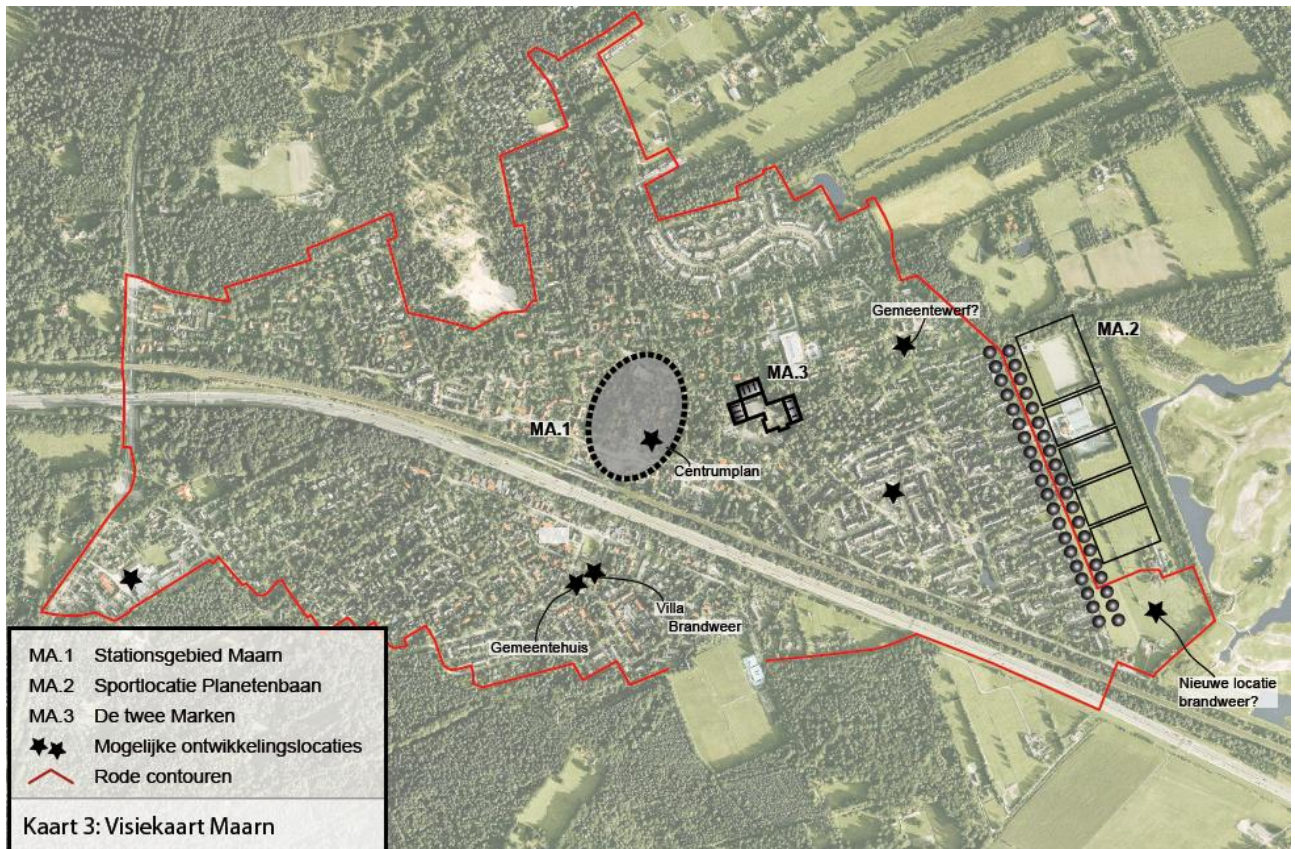 Gemeentewerf?
MA.2
MA.3
MA.1
Centrumplan
Villa
Brandweer
Gemeentehuis
Nieuwe locatie
brandweer?
MA.1 Stationsgebied Maarn
MA.2 Sportlocatie Planetenbaan
MA.3 De twee Marken
Mogelijke ontwikkelingslocaties
Rode contouren
Kaart 3: Visiekaart Maarn